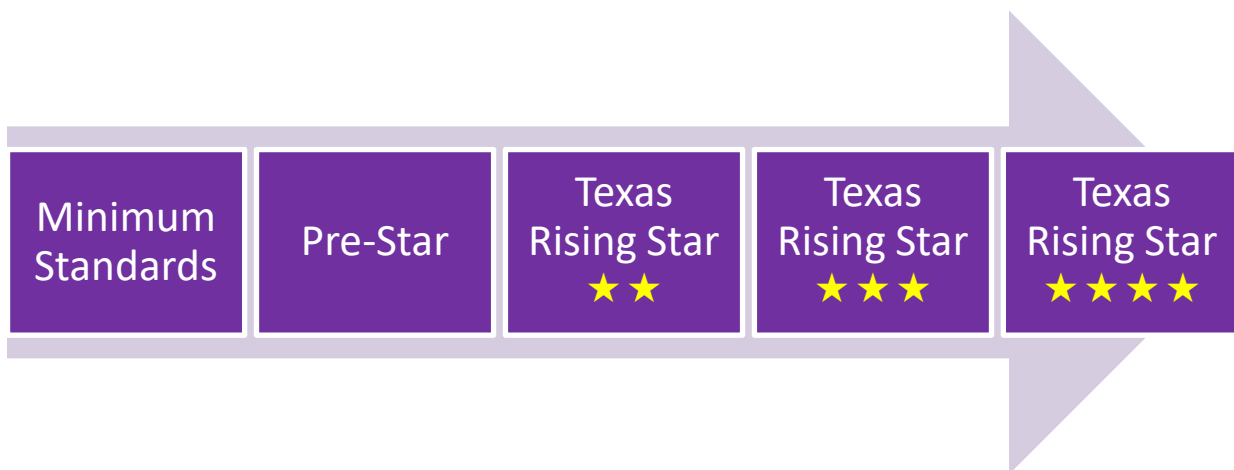 Minimum
Standards
Pre-Star
Texas
Rising Star
★ ★
Texas
Rising Star
★ ★ ★
Texas
Rising Star
★ ★ ★ ★